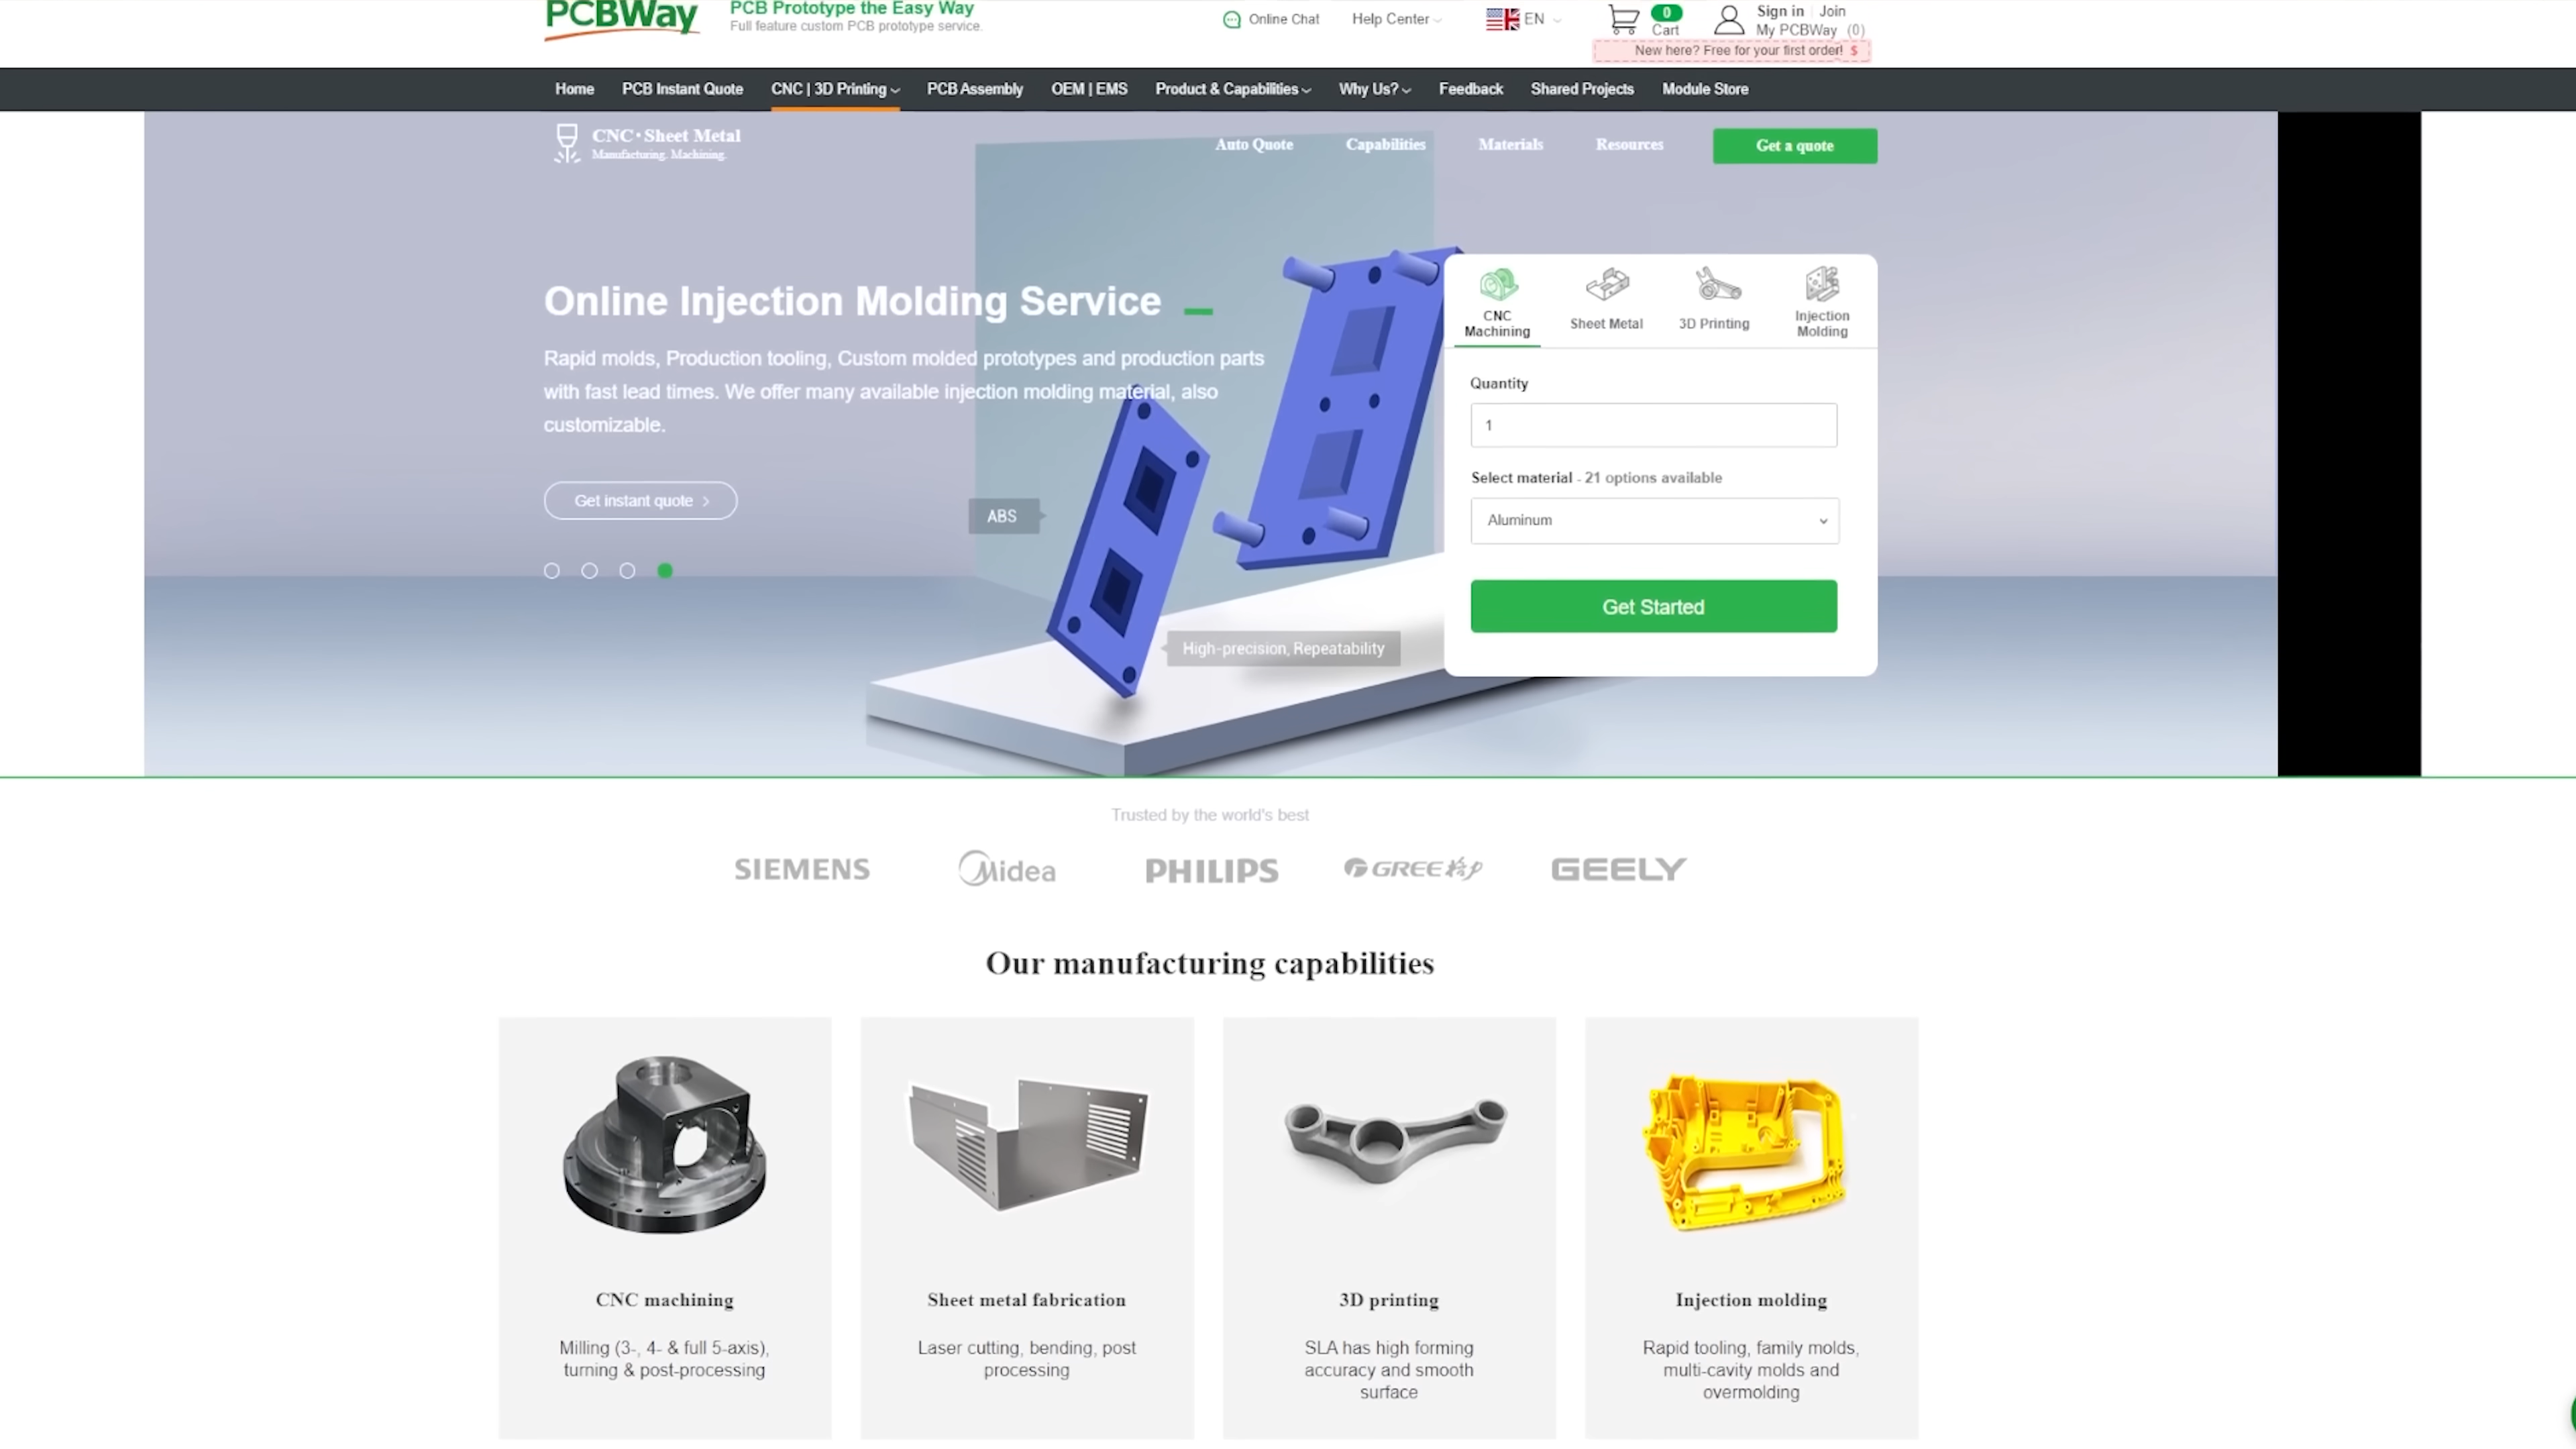 PCBWay
PCB Prototype the Easy Way
Full feature custom PCB prototype service.
Online Chat
Help Center
EN
0
Cart
Sign in Join
My PCBWay (0)
New here? Free for your first order! $
Home PCB Instant Quote CNC | 3D Printing PCB Assembly OEM | EMS Product & Capabilities Why Us? Feedback Shared Projects Module Store
CNC · Sheet Metal
Manufacturing. Machining.
Auto Quote Capabilities Materials Resources Get a quote
Online Injection Molding Service
Rapid molds, Production tooling, Custom molded prototypes and production parts
with fast lead times. We offer many available injection molding material, also
customizable.
Get instant quote >
ABS
High-precision, Repeatability
CNC
Machining
Sheet Metal
3D Printing
Injection
Molding
Quantity
1
Select material - 21 options available
Aluminum
Get Started
Trusted by the world's best
SIEMENS Midea PHILIPS GREE格力 GEELY
Our manufacturing capabilities
CNC machining
Milling (3-, 4- & full 5-axis),
turning & post-processing
Sheet metal fabrication
Laser cutting, bending, post
processing
3D printing
SLA has high forming
accuracy and smooth
surface
Injection molding
Rapid tooling, family molds,
multi-cavity molds and
overmolding